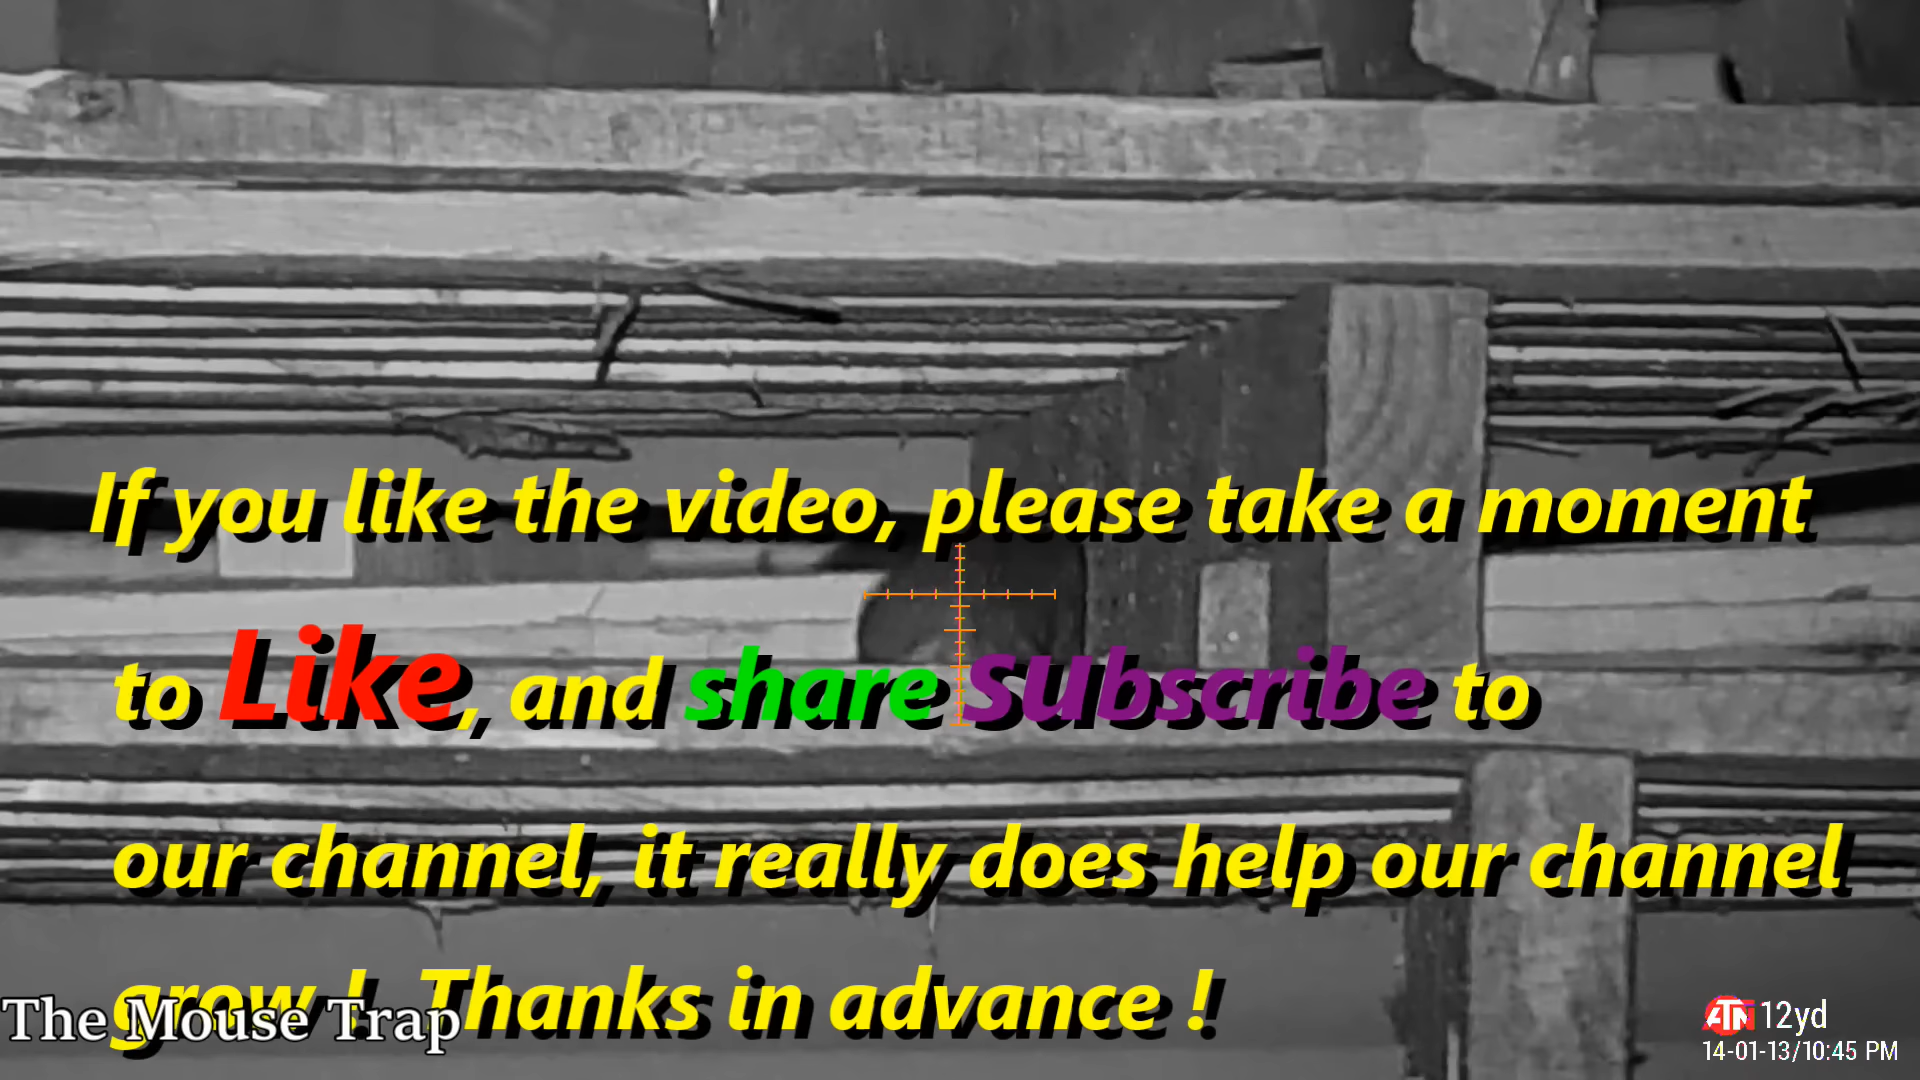 If you like the video, please take a moment
to Like, and share subscribe to
our channel, it really does help our channel
grow ! Thanks in advance !
The Mouse Trap
ATN 12yd
14-01-13/10:45 PM